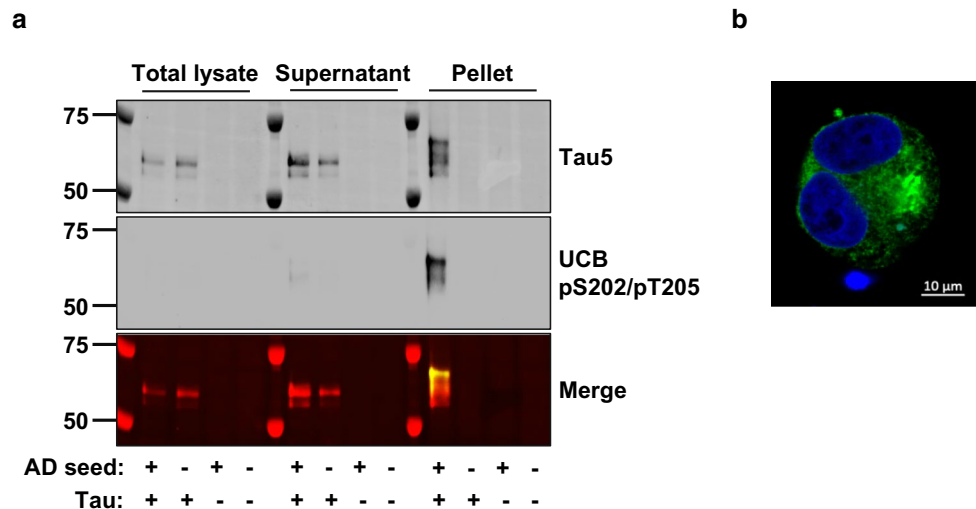 a
b
Total lysate Supernatant Pellet
75
50
Tau5
75
50
UCB
pS202/pT205
75
50
Merge
AD seed: + - + - + - + - + - + -
Tau: + + - - + + - - + + - -
10 µm